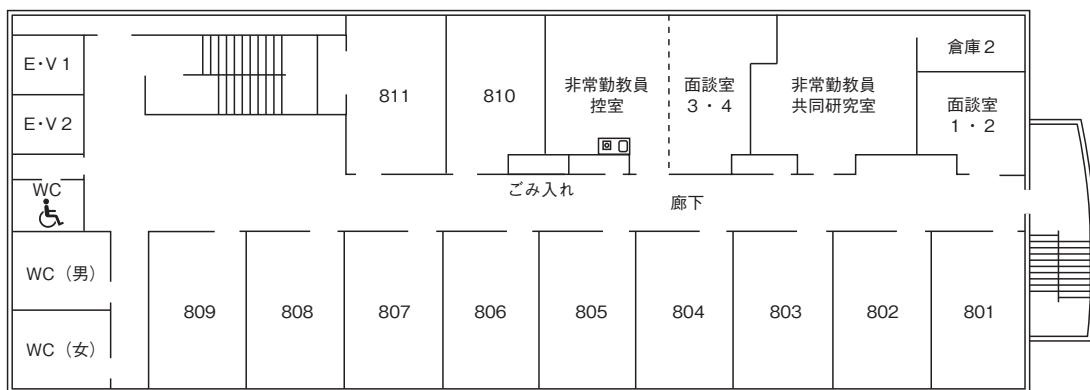 E・V 1
E・V 2
WC
WC（男）
WC（女）
811
810
非常勤教員
控室
面談室
3・4
非常勤教員
共同研究室
倉庫2
面談室
1・2
ごみ入れ
廊下
809
808
807
806
805
804
803
802
801